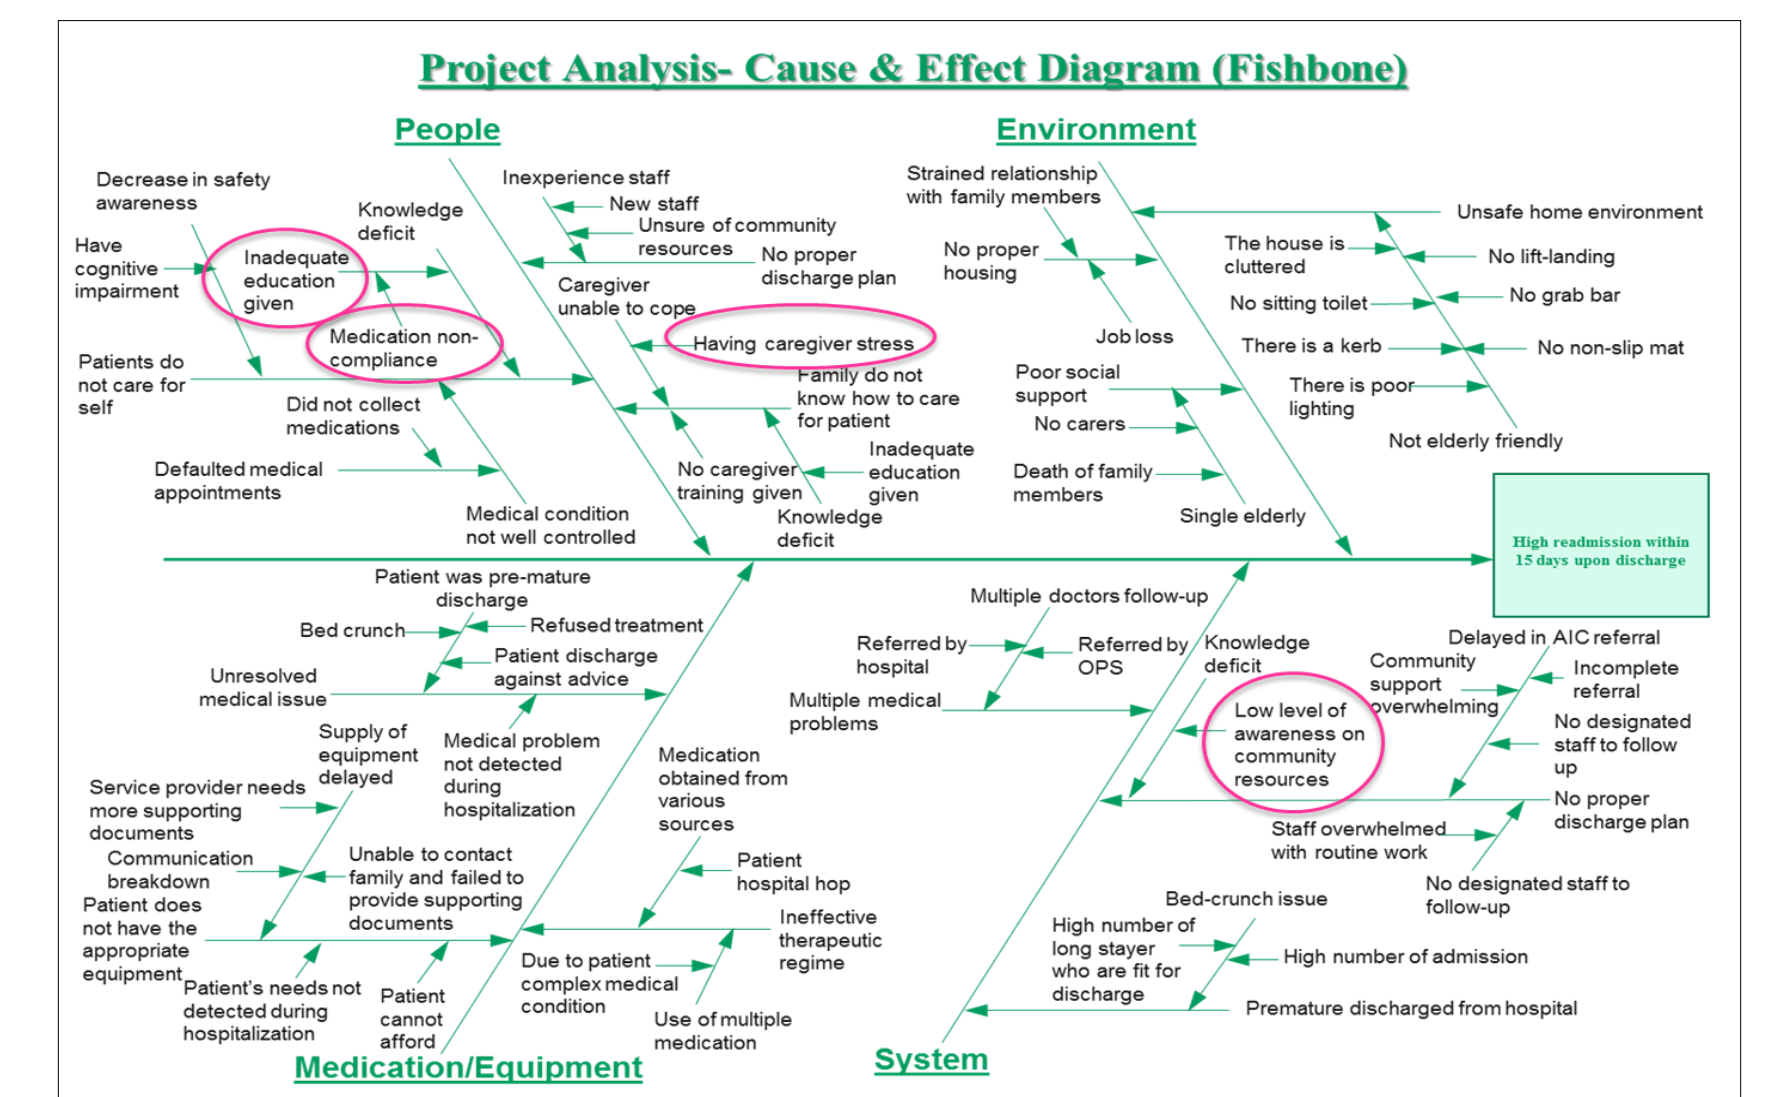 Project Analysis- Cause & Effect Diagram (Fishbone)
People
Environment
Decrease in safety
awareness
Have
cognitive
impairment
Inadequate
education
given
Knowledge
deficit
Medication non-
compliance
Patients do
not care for
self
Did not collect
medications
Defaulted medical
appointments
Medical condition
not well controlled
Inexperience staff
New staff
Unsure of community
resources
No proper
discharge plan
Caregiver
unable to cope
Having caregiver stress
Family do not
know how to care
for patient
Inadequate
education
given
No caregiver
training given
Knowledge
deficit
Strained relationship
with family members
No proper
housing
Job loss
Poor social
support
No carers
Death of family
members
Single elderly
Unsafe home environment
The house is
cluttered
No lift-landing
No grab bar
No sitting toilet
There is a kerb
No non-slip mat
There is poor
lighting
Not elderly friendly
High readmission within
15 days upon discharge
Patient was pre-mature
discharge
Bed crunch
Refused treatment
Patient discharge
against advice
Unresolved
medical issue
Medical problem
not detected
during
hospitalization
Supply of
equipment
delayed
Service provider needs
more supporting
documents
Communication
breakdown
Unable to contact
family and failed to
provide supporting
documents
Patient does
not have the
appropriate
equipment
Patient's needs not
detected during
hospitalization
Patient
cannot
afford
Medication
obtained from
various
sources
Patient
hospital hop
Ineffective
therapeutic
regime
Due to patient
complex medical
condition
Use of multiple
medication
Medication/Equipment
Multiple doctors follow-up
Referred by
hospital
Referred by
OPS
Multiple medical
problems
Knowledge
deficit
Low level of
awareness on
community
resources
Delayed in AIC referral
Community
support
overwhelming
Incomplete
referral
No designated
staff to follow
up
No proper
discharge plan
Staff overwhelmed
with routine work
No designated staff to
follow-up
Bed-crunch issue
High number of
long stayer
who are fit for
discharge
High number of admission
Premature discharged from hospital
System